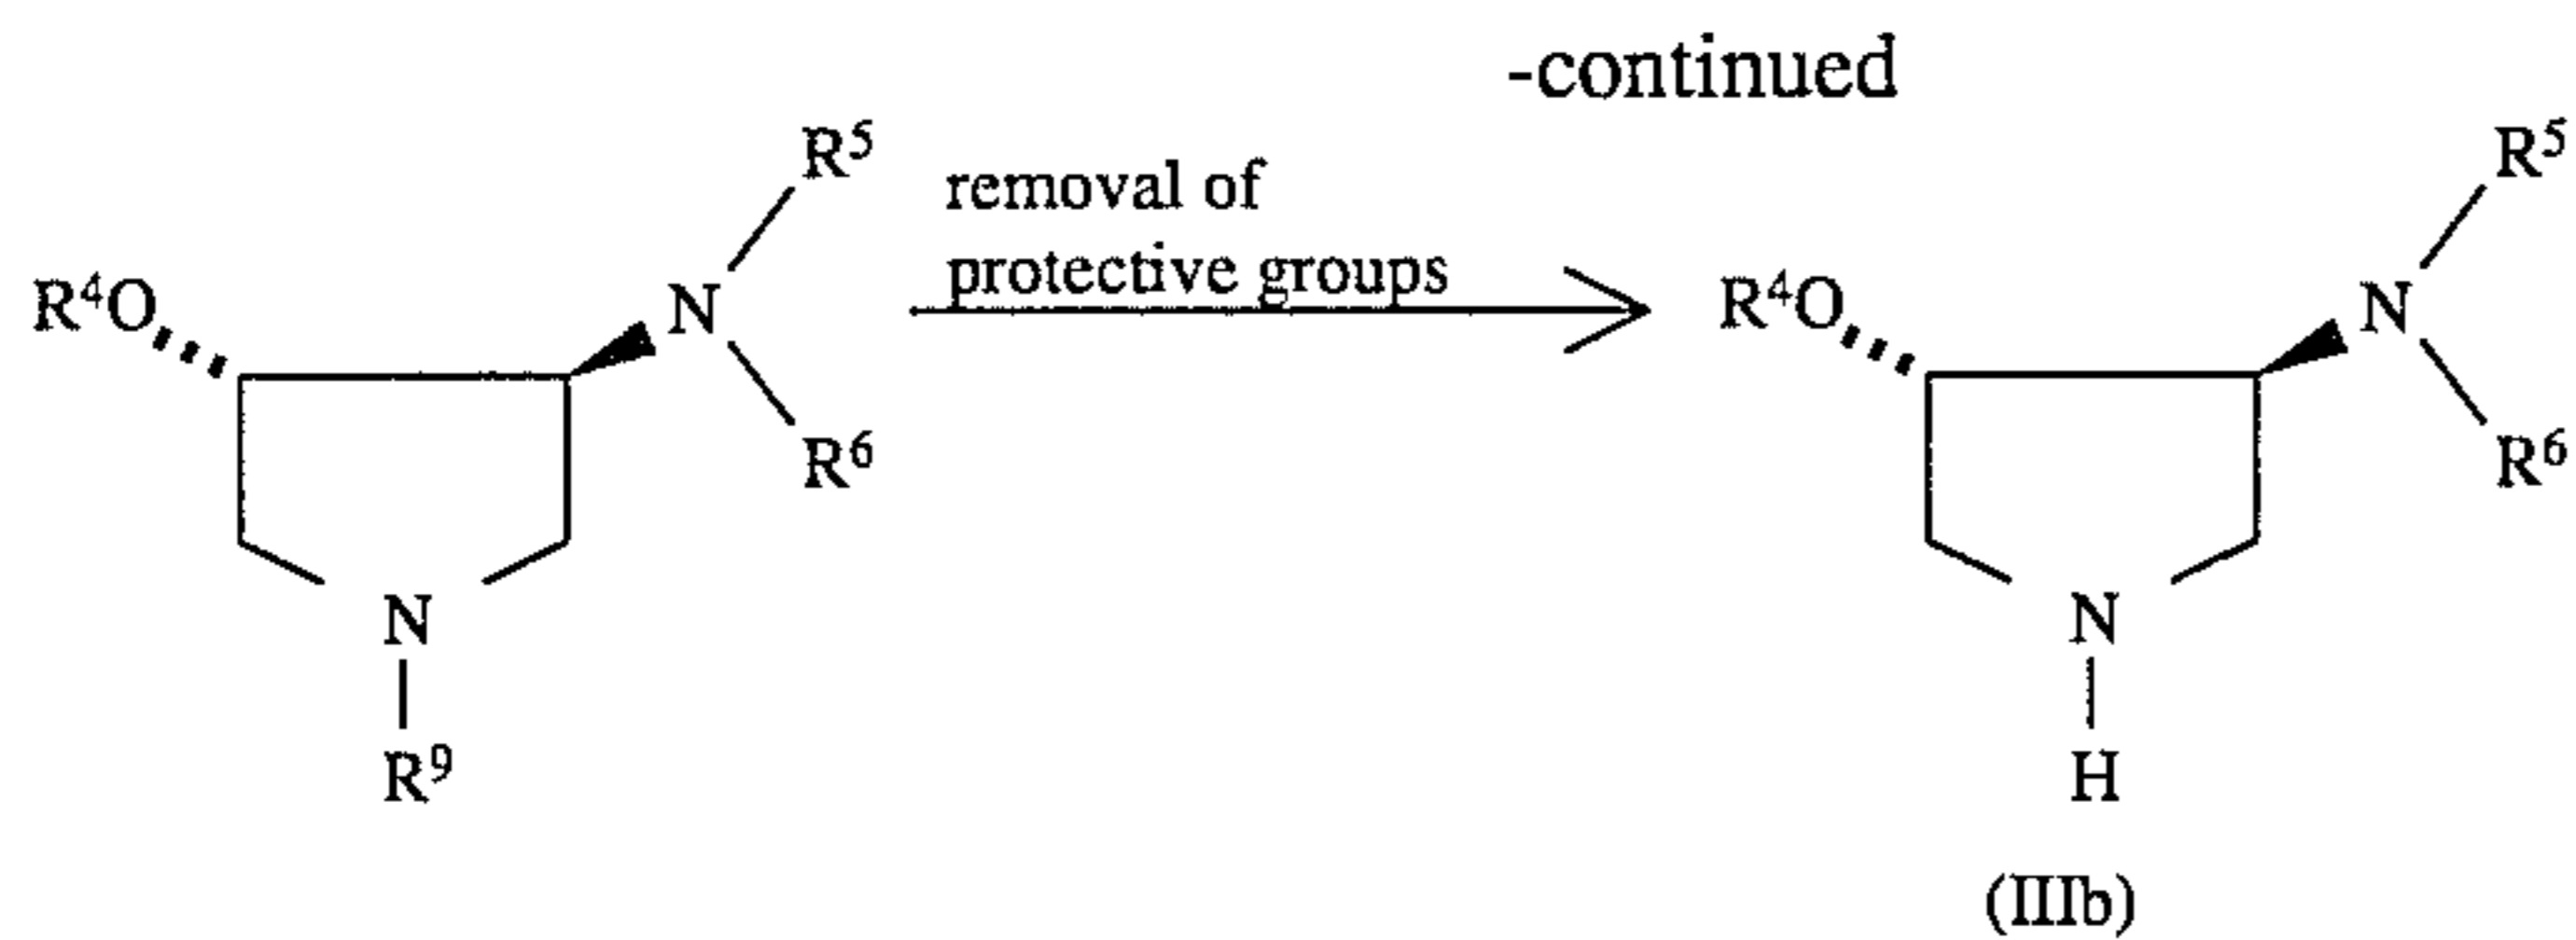 -continued
R⁵
removal of
protective groups
R⁴O
N
R⁶
N
R⁹
R⁵
R⁴O
N
R⁶
N
H
(IIIb)